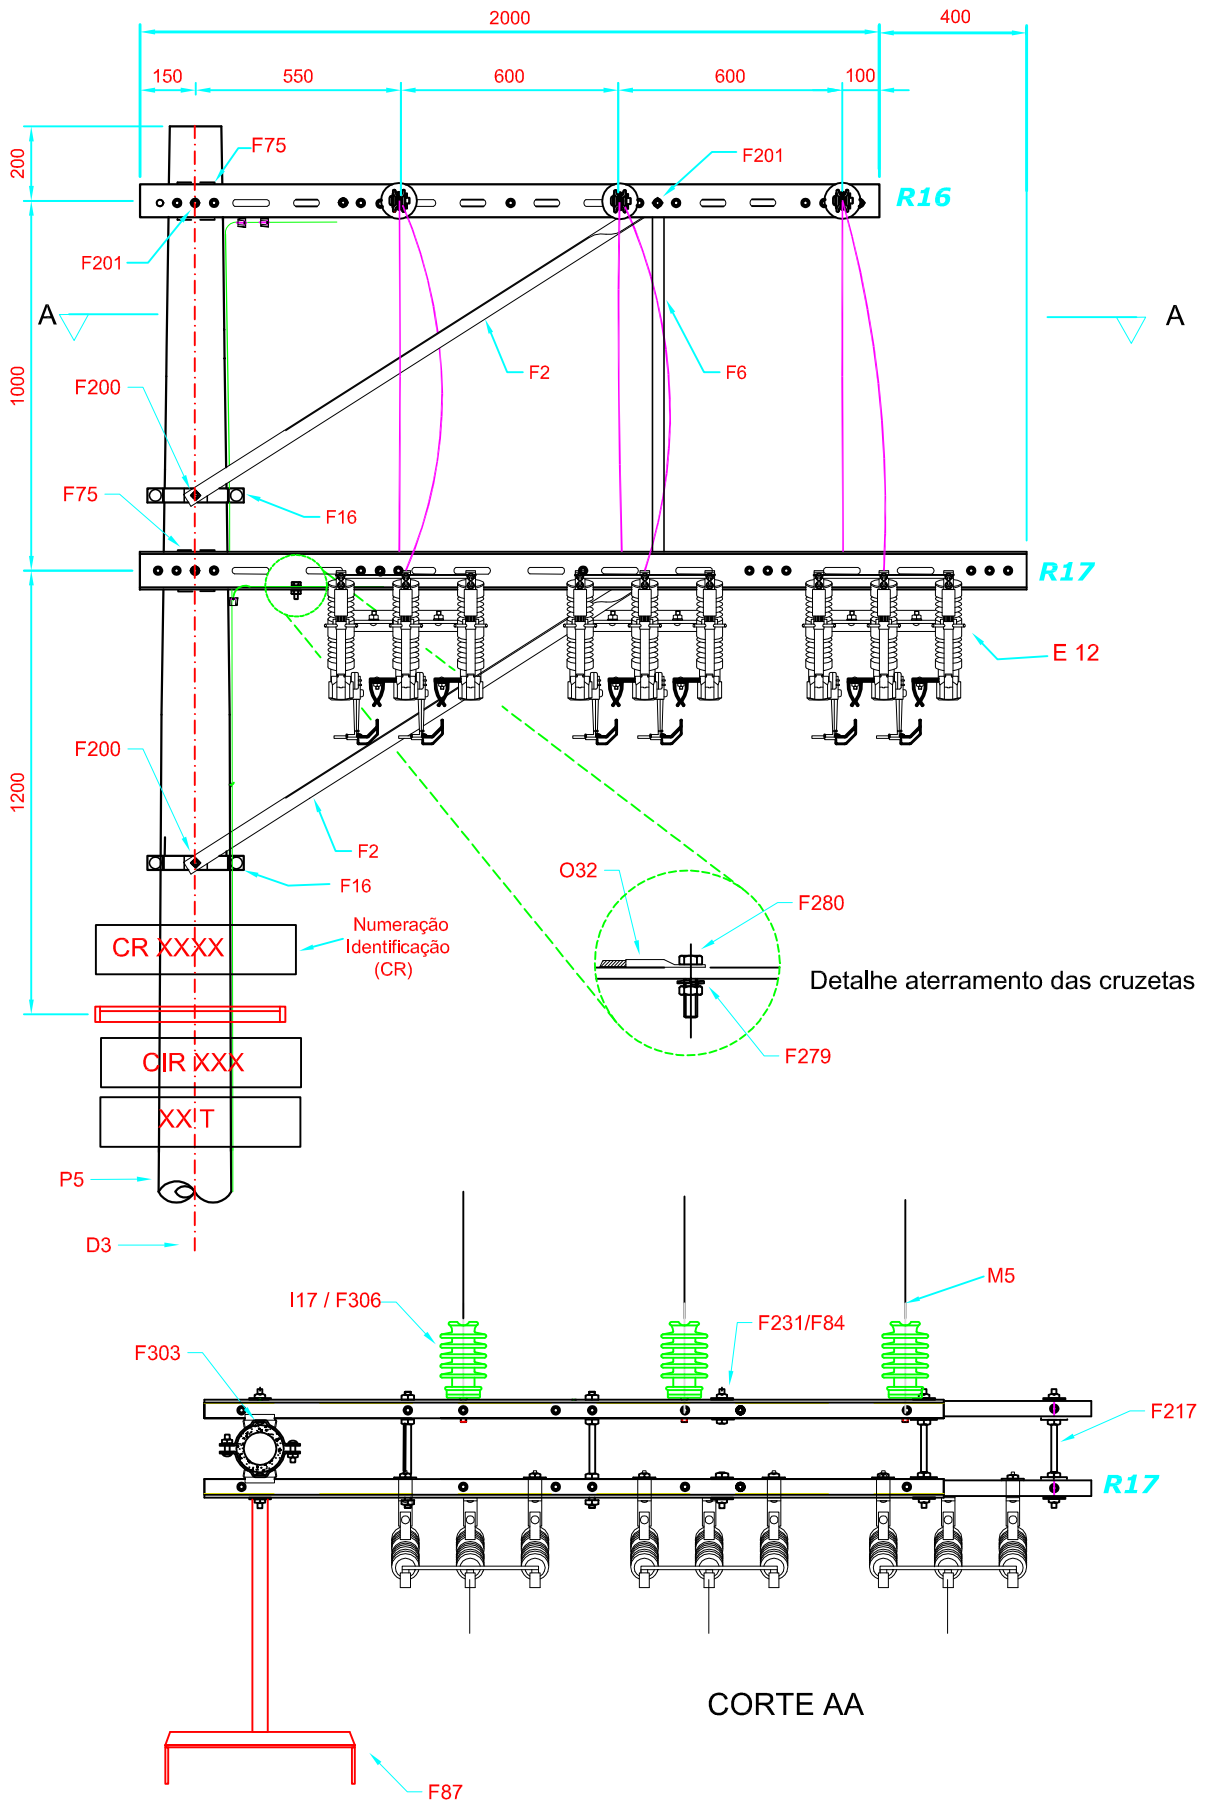 2000
400
150
550
600
600
100
200
F75
F201
R16
F201
A
A
1000
F200
F2
F6
F75
F16
R17
E 12
F200
1200
F2
F16
O32
F280
Numeração
Identificação
(CR)
CR XXXX
Detalhe aterramento das cruzetas
F279
CIR XXX
XX T
P5
D3
M5
I17 / F306
F231/F84
F303
F217
R17
CORTE AA
F87